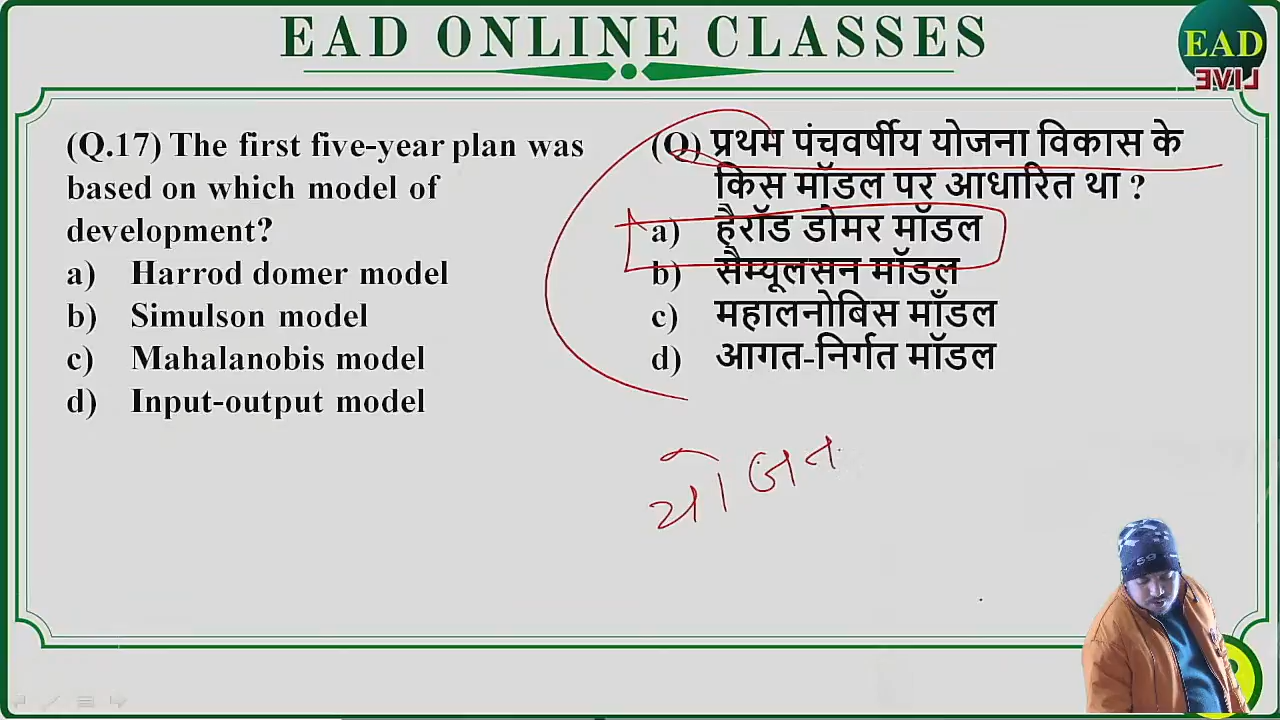 EAD ONLINE CLASSES
EAD
LIVE
(Q.17) The first five-year plan was
based on which model of
development?
a) Harrod domer model
b) Simulson model
c) Mahalanobis model
d) Input-output model
(Q) प्रथम पंचवर्षीय योजना विकास के
किस मॉडल पर आधारित था ?
a) हैरॉड डोमर मॉडल
b) सैम्यूलसन मॉडल
c) महालनोबिस मॉंडल
d) आगत-निर्गत मॉडल
योजन
59